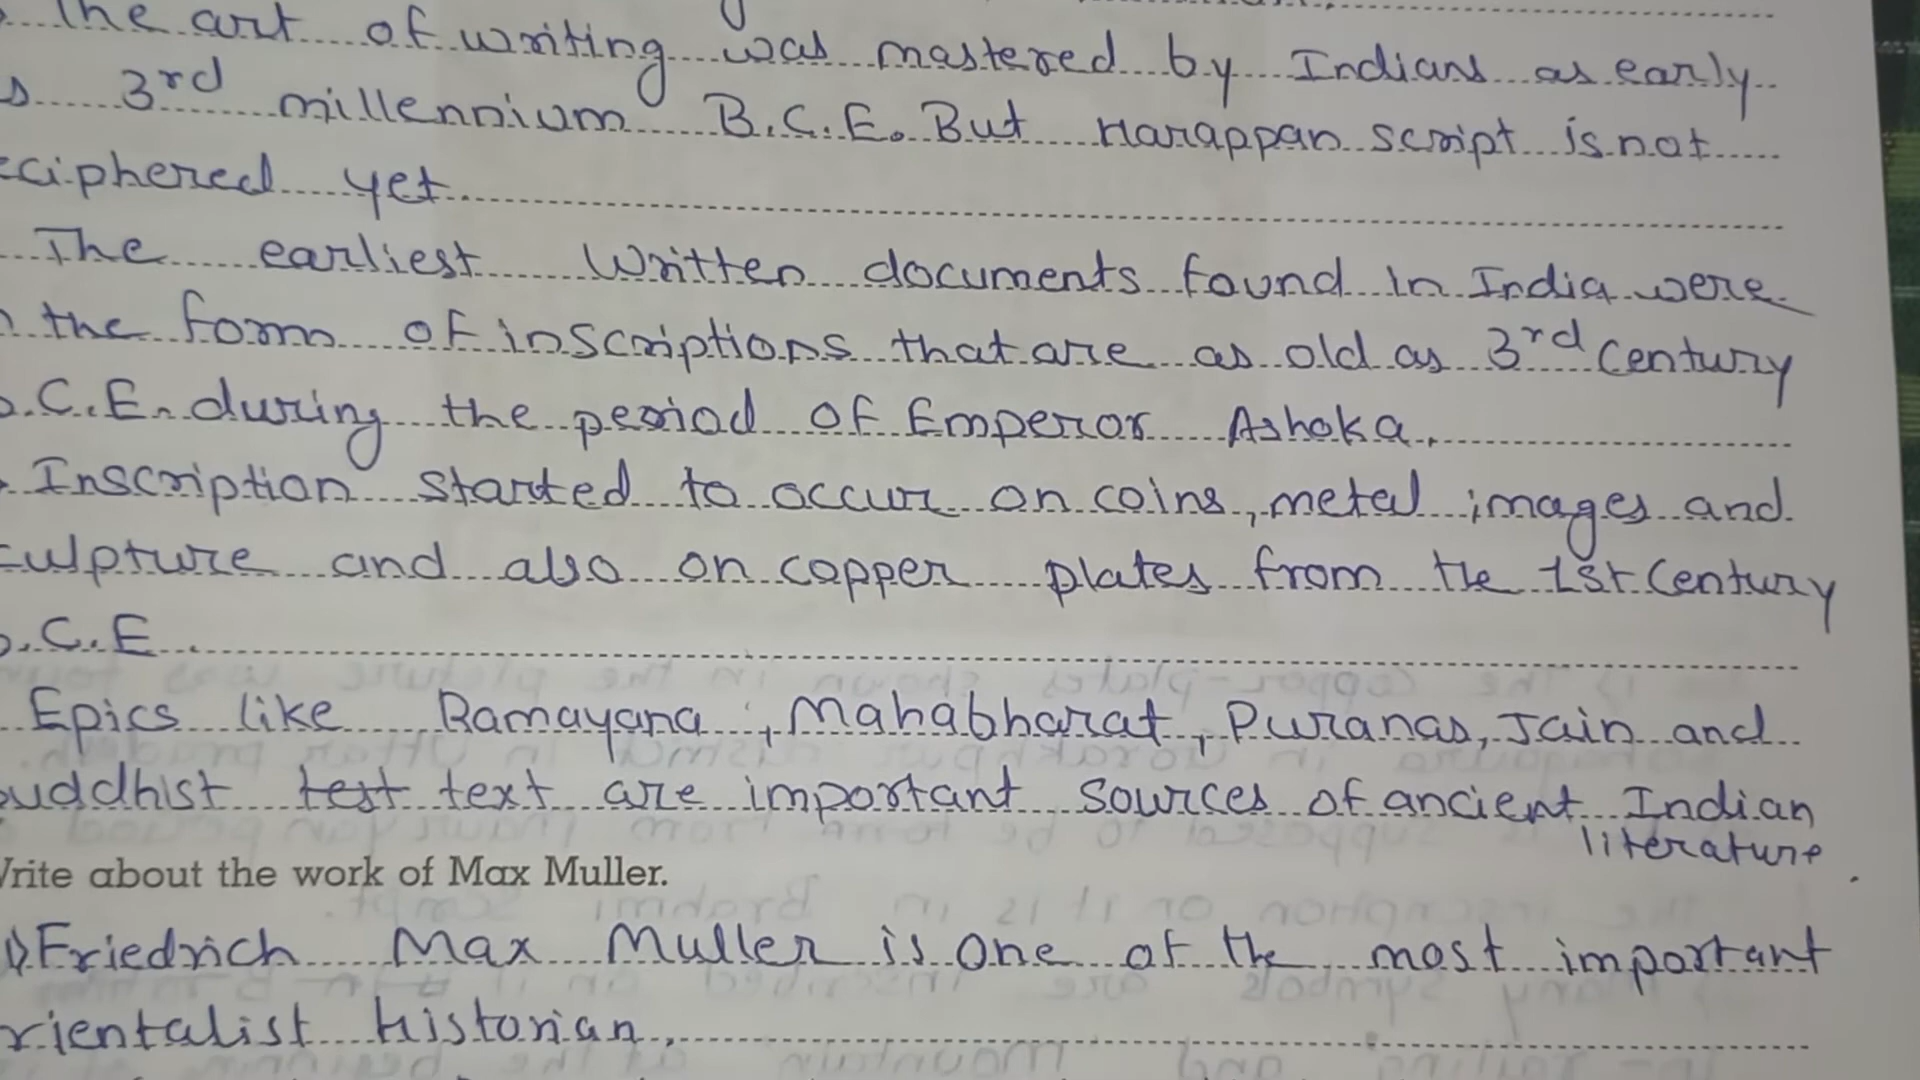 The art of writing was mastered by Indians as early
s 3rd millennium B.C.E. But Harappan script is not
eciphered yet.
The earliest Written documents found in India were
the form of inscriptions that are as old as 3rd Century
.C.E. during the period of Emperor Ashoka.
Inscription started to occur on coins, metal images and
culpture and also on copper plates from the 1st Century
.C.E.
Epics like Ramayana, Mahabharat, Puranas, Jain and
uddhist test text are important sources of ancient Indian
literature.
Write about the work of Max Muller.
1) Friedrich Max Muller is one of the most important
rientalist historian.